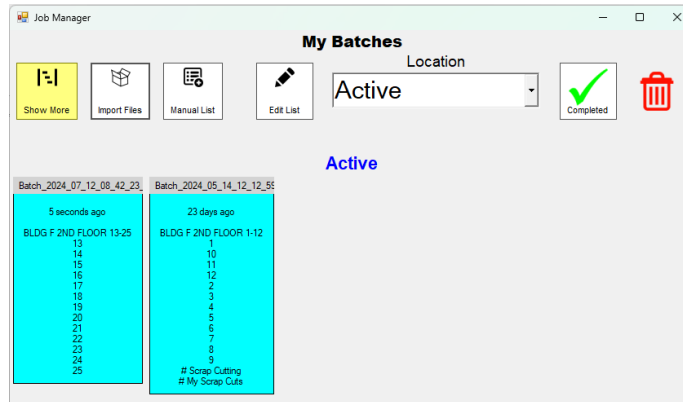 Job Manager
My Batches
Location
Show More
Import Files
Manual List
Edit List
Active
Completed
Active
Batch_2024_07_12_08_42_23_
5 seconds ago
BLDG F 2ND FLOOR 13-25
13
14
15
16
17
18
19
20
21
22
23
24
25
Batch_2024_05_14_12_12_55
23 days ago
BLDG F 2ND FLOOR 1-12
1
10
11
12
2
3
4
5
6
7
8
9
# Scrap Cutting
# My Scrap Cuts